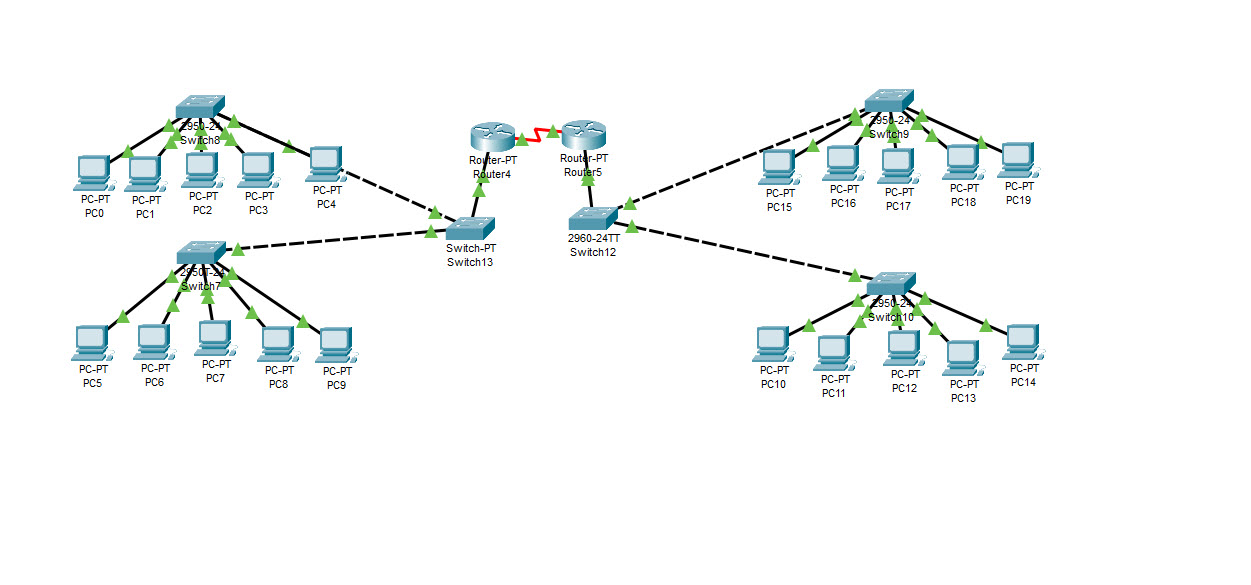 2950-24
Switch8
PC-PT
PC0
PC-PT
PC1
PC-PT
PC2
PC-PT
PC3
PC-PT
PC4
2950T-24
Switch7
PC-PT
PC5
PC-PT
PC6
PC-PT
PC7
PC-PT
PC8
PC-PT
PC9
Router-PT
Router4
Router-PT
Router5
Switch-PT
Switch13
2960-24TT
Switch12
2950-24
Switch9
PC-PT
PC15
PC-PT
PC16
PC-PT
PC17
PC-PT
PC18
PC-PT
PC19
2950-24
Switch10
PC-PT
PC10
PC-PT
PC11
PC-PT
PC12
PC-PT
PC13
PC-PT
PC14